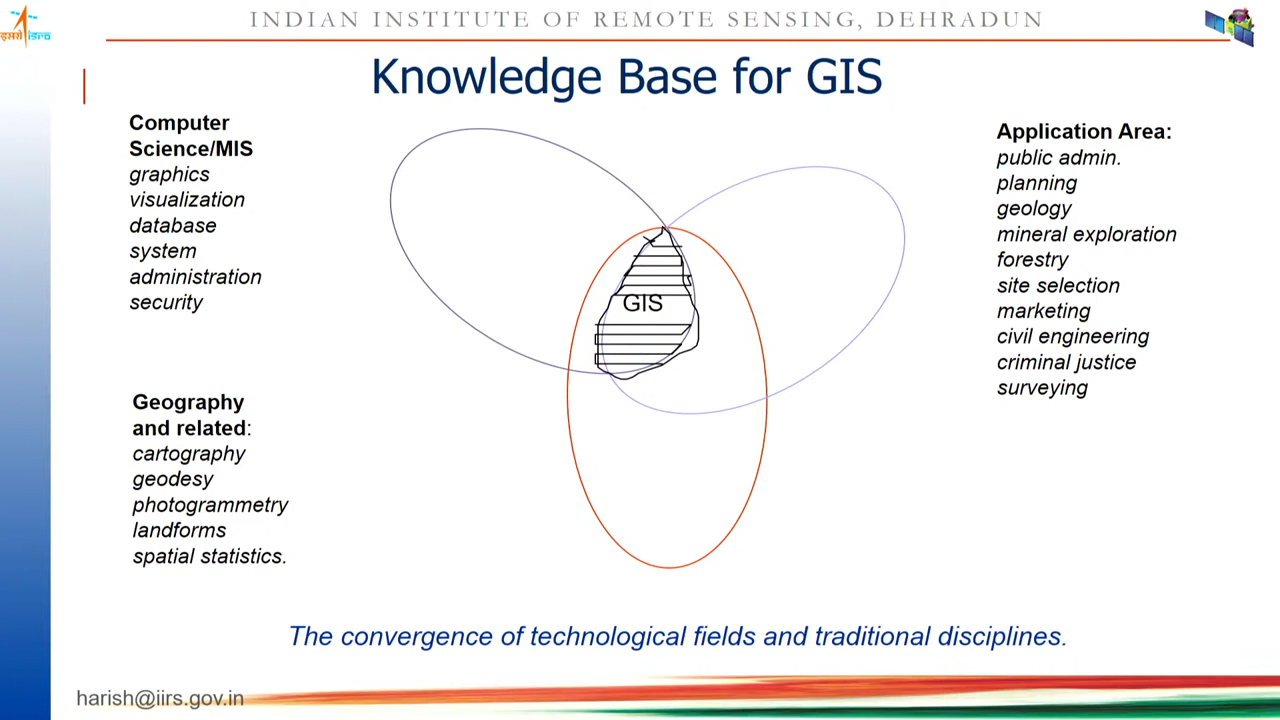 INDIAN INSTITUTE OF REMOTE SENSING, DEHRADUN
इसरो isro
Knowledge Base for GIS
Computer
Science/MIS
graphics
visualization
database
system
administration
security
Geography
and related:
cartography
geodesy
photogrammetry
landforms
spatial statistics.
GIS
Application Area:
public admin.
planning
geology
mineral exploration
forestry
site selection
marketing
civil engineering
criminal justice
surveying
The convergence of technological fields and traditional disciplines.
harish@iirs.gov.in